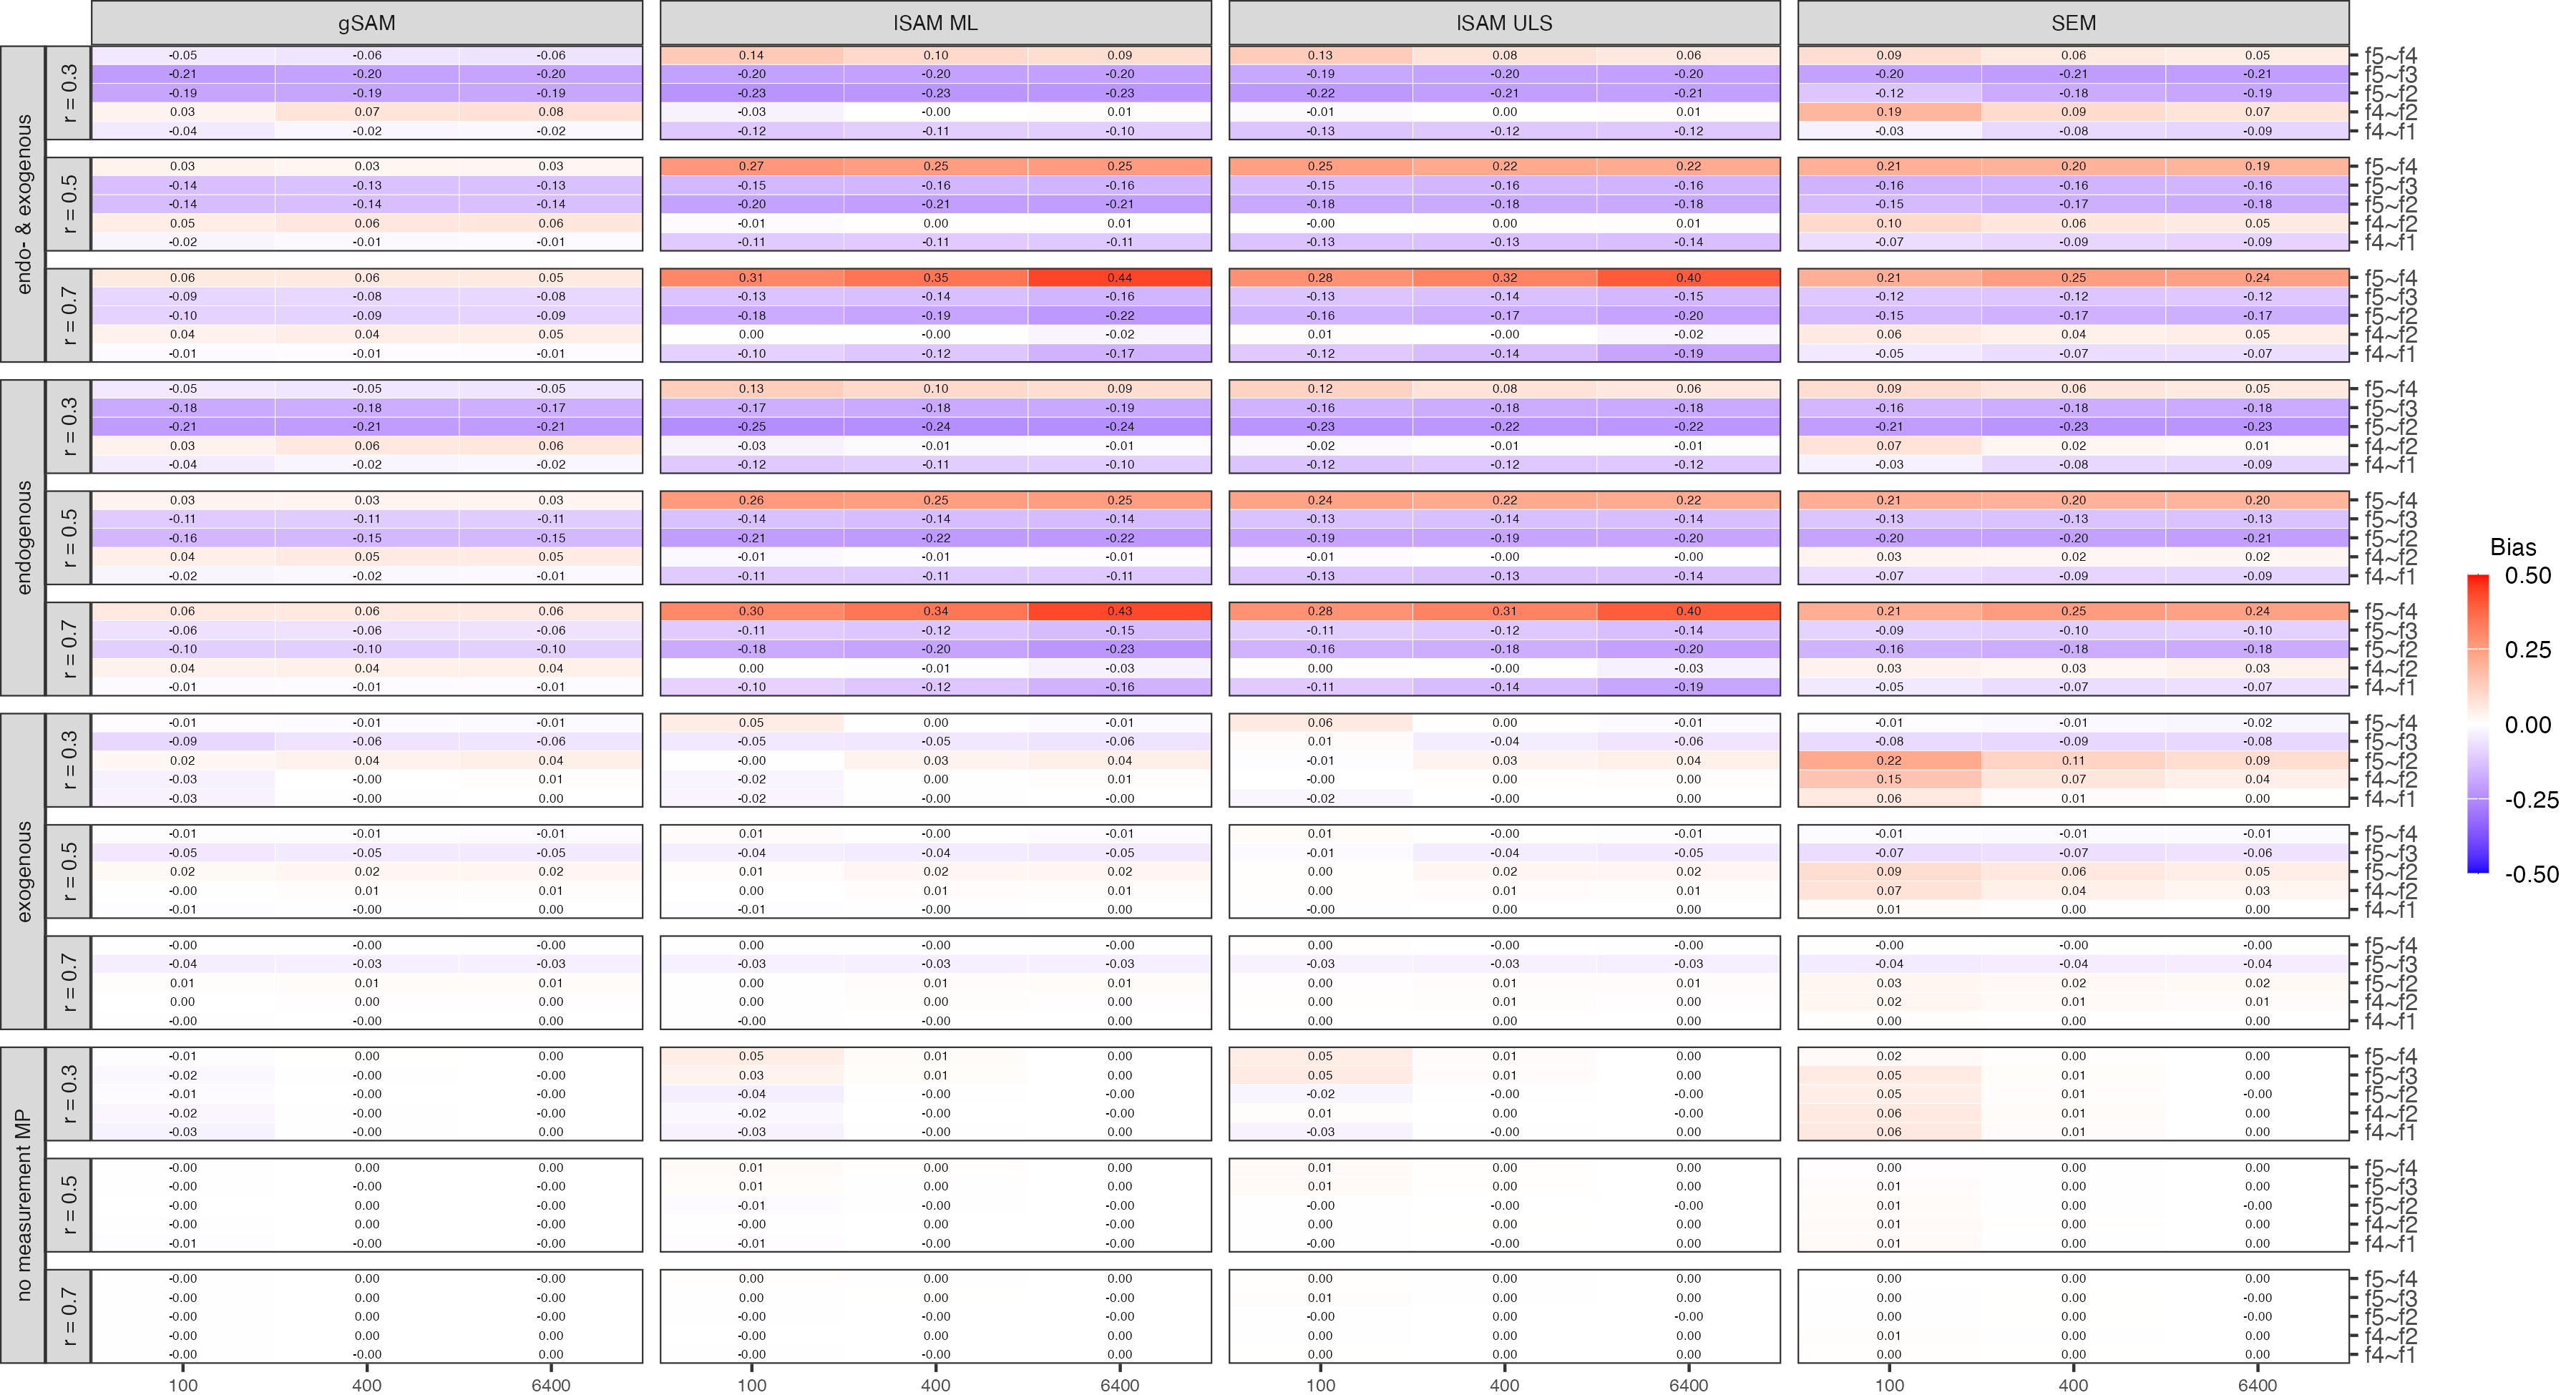 gSAM lSAM ML lSAM ULS SEM
endo- & exogenous
r = 0.3
-0.05 -0.06 -0.06 0.14 0.10 0.09 0.13 0.08 0.06 0.09 0.06 0.05 f5~f4
-0.21 -0.20 -0.20 -0.20 -0.20 -0.20 -0.19 -0.20 -0.20 -0.20 -0.21 -0.21 f5~f3
-0.19 -0.19 -0.19 -0.23 -0.23 -0.23 -0.22 -0.21 -0.21 -0.12 -0.18 -0.19 f5~f2
0.03 0.07 0.08 -0.03 -0.00 0.01 -0.01 0.00 0.01 0.19 0.09 0.07 f4~f2
-0.04 -0.02 -0.02 -0.12 -0.11 -0.10 -0.13 -0.12 -0.12 -0.03 -0.08 -0.09 f4~f1
r = 0.5
0.03 0.03 0.03 0.27 0.25 0.25 0.25 0.22 0.22 0.21 0.20 0.19 f5~f4
-0.14 -0.13 -0.13 -0.15 -0.16 -0.16 -0.15 -0.16 -0.16 -0.16 -0.16 -0.16 f5~f3
-0.14 -0.14 -0.14 -0.20 -0.21 -0.21 -0.18 -0.18 -0.18 -0.15 -0.17 -0.18 f5~f2
0.05 0.06 0.06 -0.01 0.00 0.01 -0.00 0.00 0.01 0.10 0.06 0.05 f4~f2
-0.02 -0.01 -0.01 -0.11 -0.11 -0.11 -0.13 -0.13 -0.14 -0.07 -0.09 -0.09 f4~f1
r = 0.7
0.06 0.06 0.05 0.31 0.35 0.44 0.28 0.32 0.40 0.21 0.25 0.24 f5~f4
-0.09 -0.08 -0.08 -0.13 -0.14 -0.16 -0.13 -0.14 -0.15 -0.12 -0.12 -0.12 f5~f3
-0.10 -0.09 -0.09 -0.18 -0.19 -0.22 -0.16 -0.17 -0.20 -0.15 -0.17 -0.17 f5~f2
0.04 0.04 0.05 0.00 -0.00 -0.02 0.01 -0.00 -0.02 0.06 0.04 0.05 f4~f2
-0.01 -0.01 -0.01 -0.10 -0.12 -0.17 -0.12 -0.14 -0.19 -0.05 -0.07 -0.07 f4~f1
endogenous
r = 0.3
-0.05 -0.05 -0.05 0.13 0.10 0.09 0.12 0.08 0.06 0.09 0.06 0.05 f5~f4
-0.18 -0.18 -0.17 -0.17 -0.18 -0.19 -0.16 -0.18 -0.18 -0.16 -0.18 -0.18 f5~f3
-0.21 -0.21 -0.21 -0.25 -0.24 -0.24 -0.23 -0.22 -0.22 -0.21 -0.23 -0.23 f5~f2
0.03 0.06 0.06 -0.03 -0.01 -0.01 -0.02 -0.01 -0.01 0.07 0.02 0.01 f4~f2
-0.04 -0.02 -0.02 -0.12 -0.11 -0.10 -0.12 -0.12 -0.12 -0.03 -0.08 -0.09 f4~f1
r = 0.5
0.03 0.03 0.03 0.26 0.25 0.25 0.24 0.22 0.22 0.21 0.20 0.20 f5~f4
-0.11 -0.11 -0.11 -0.14 -0.14 -0.14 -0.13 -0.14 -0.14 -0.13 -0.13 -0.13 f5~f3
-0.16 -0.15 -0.15 -0.21 -0.22 -0.22 -0.19 -0.19 -0.20 -0.20 -0.20 -0.21 f5~f2
0.04 0.05 0.05 -0.01 -0.01 -0.01 -0.01 -0.00 -0.00 0.03 0.02 0.02 f4~f2
-0.02 -0.02 -0.01 -0.11 -0.11 -0.11 -0.13 -0.13 -0.14 -0.07 -0.09 -0.09 f4~f1
r = 0.7
0.06 0.06 0.06 0.30 0.34 0.43 0.28 0.31 0.40 0.21 0.25 0.24 f5~f4
-0.06 -0.06 -0.06 -0.11 -0.12 -0.15 -0.11 -0.12 -0.14 -0.09 -0.10 -0.10 f5~f3
-0.10 -0.10 -0.10 -0.18 -0.20 -0.23 -0.16 -0.18 -0.20 -0.16 -0.18 -0.18 f5~f2
0.04 0.04 0.04 0.00 -0.01 -0.03 0.00 -0.00 -0.03 0.03 0.03 0.03 f4~f2
-0.01 -0.01 -0.01 -0.10 -0.12 -0.16 -0.11 -0.14 -0.19 -0.05 -0.07 -0.07 f4~f1
exogenous
r = 0.3
-0.01 -0.01 -0.01 0.05 0.00 -0.01 0.06 0.00 -0.01 -0.01 -0.01 -0.02 f5~f4
-0.09 -0.06 -0.06 -0.05 -0.05 -0.06 0.01 -0.04 -0.06 -0.08 -0.09 -0.08 f5~f3
0.02 0.04 0.04 -0.00 0.03 0.04 -0.01 0.03 0.04 0.22 0.11 0.09 f5~f2
-0.03 -0.00 0.01 -0.02 0.00 0.01 -0.00 0.00 0.00 0.15 0.07 0.04 f4~f2
-0.03 -0.00 0.00 -0.02 -0.00 -0.00 -0.02 -0.00 0.00 0.06 0.01 0.00 f4~f1
r = 0.5
-0.01 -0.01 -0.01 0.01 -0.00 -0.01 0.01 -0.00 -0.01 -0.01 -0.01 -0.01 f5~f4
-0.05 -0.05 -0.05 -0.04 -0.04 -0.05 -0.01 -0.04 -0.05 -0.07 -0.07 -0.06 f5~f3
0.02 0.02 0.02 0.01 0.02 0.02 0.00 0.02 0.02 0.09 0.06 0.05 f5~f2
-0.00 0.01 0.01 0.00 0.01 0.01 0.00 0.01 0.01 0.07 0.04 0.03 f4~f2
-0.01 -0.00 0.00 -0.01 -0.00 0.00 -0.00 0.00 0.00 0.01 0.00 0.00 f4~f1
r = 0.7
-0.00 -0.00 -0.00 0.00 -0.00 -0.00 0.00 -0.00 -0.00 -0.00 -0.00 -0.00 f5~f4
-0.04 -0.03 -0.03 -0.03 -0.03 -0.03 -0.03 -0.03 -0.03 -0.04 -0.04 -0.04 f5~f3
0.01 0.01 0.01 0.00 0.01 0.01 0.00 0.01 0.01 0.03 0.02 0.02 f5~f2
0.00 0.00 0.00 0.00 0.00 0.00 0.00 0.01 0.00 0.02 0.01 0.01 f4~f2
-0.00 -0.00 0.00 -0.00 -0.00 0.00 0.00 0.00 0.00 0.00 0.00 0.00 f4~f1
no measurement MP
r = 0.3
-0.01 0.00 0.00 0.05 0.01 0.00 0.05 0.01 0.00 0.02 0.00 0.00 f5~f4
-0.02 -0.00 -0.00 0.03 0.01 0.00 0.05 0.01 0.00 0.05 0.01 0.00 f5~f3
-0.01 -0.00 -0.00 -0.04 -0.00 -0.00 -0.02 -0.00 -0.00 0.05 0.01 -0.00 f5~f2
-0.02 -0.00 -0.00 -0.02 -0.00 -0.00 0.01 0.00 -0.00 0.06 0.01 0.00 f4~f2
-0.03 -0.00 0.00 -0.03 -0.00 0.00 -0.03 -0.00 0.00 0.06 0.01 0.00 f4~f1
r = 0.5
-0.00 0.00 0.00 0.01 0.00 0.00 0.01 0.00 0.00 0.00 0.00 0.00 f5~f4
-0.00 -0.00 -0.00 0.01 0.00 0.00 0.01 0.00 0.00 0.01 0.00 0.00 f5~f3
-0.00 0.00 -0.00 -0.01 -0.00 -0.00 -0.00 -0.00 -0.00 0.01 0.00 -0.00 f5~f2
-0.00 -0.00 -0.00 -0.00 0.00 -0.00 0.00 0.00 0.00 0.01 0.00 0.00 f4~f2
-0.01 -0.00 -0.00 -0.01 -0.00 -0.00 -0.00 -0.00 0.00 0.01 0.00 0.00 f4~f1
r = 0.7
-0.00 0.00 -0.00 0.00 0.00 0.00 0.00 0.00 0.00 0.00 0.00 0.00 f5~f4
-0.00 0.00 0.00 0.00 0.00 -0.00 0.01 0.00 0.00 0.00 0.00 -0.00 f5~f3
-0.00 -0.00 -0.00 -0.00 -0.00 -0.00 -0.00 0.00 -0.00 0.00 0.00 -0.00 f5~f2
-0.00 -0.00 0.00 -0.00 0.00 0.00 0.00 0.00 0.00 0.01 0.00 0.00 f4~f2
-0.00 -0.00 0.00 -0.00 -0.00 0.00 0.00 0.00 0.00 0.00 0.00 0.00 f4~f1
100 400 6400 100 400 6400 100 400 6400 100 400 6400
Bias
0.50
0.25
0.00
-0.25
-0.50